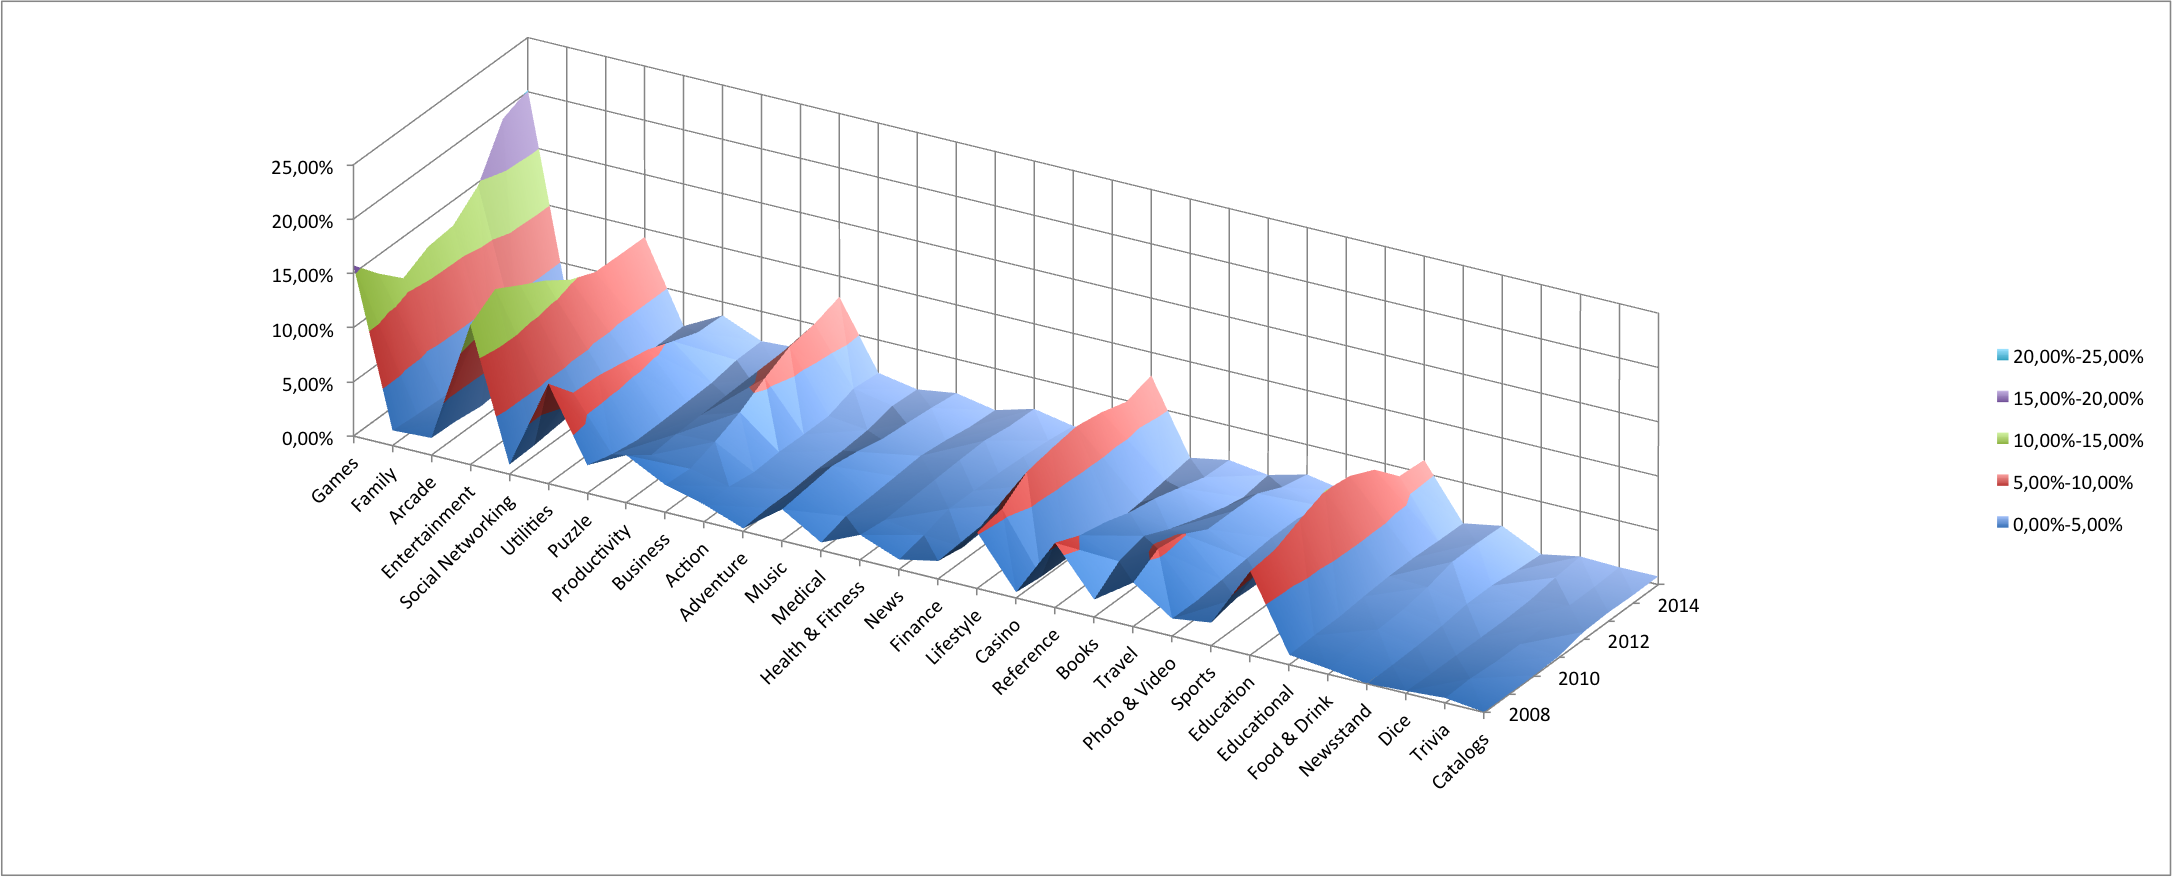 25,00%
20,00%
15,00%
10,00%
5,00%
0,00%
Games
Family
Arcade
Entertainment
Social Networking
Utilities
Puzzle
Productivity
Business
Action
Adventure
Music
Medical
Health & Fitness
News
Finance
Lifestyle
Casino
Reference
Books
Travel
Photo & Video
Sports
Education
Educational
Food & Drink
Newsstand
Dice
Trivia
Catalogs
2008
2010
2012
2014
20,00%-25,00%
15,00%-20,00%
10,00%-15,00%
5,00%-10,00%
0,00%-5,00%